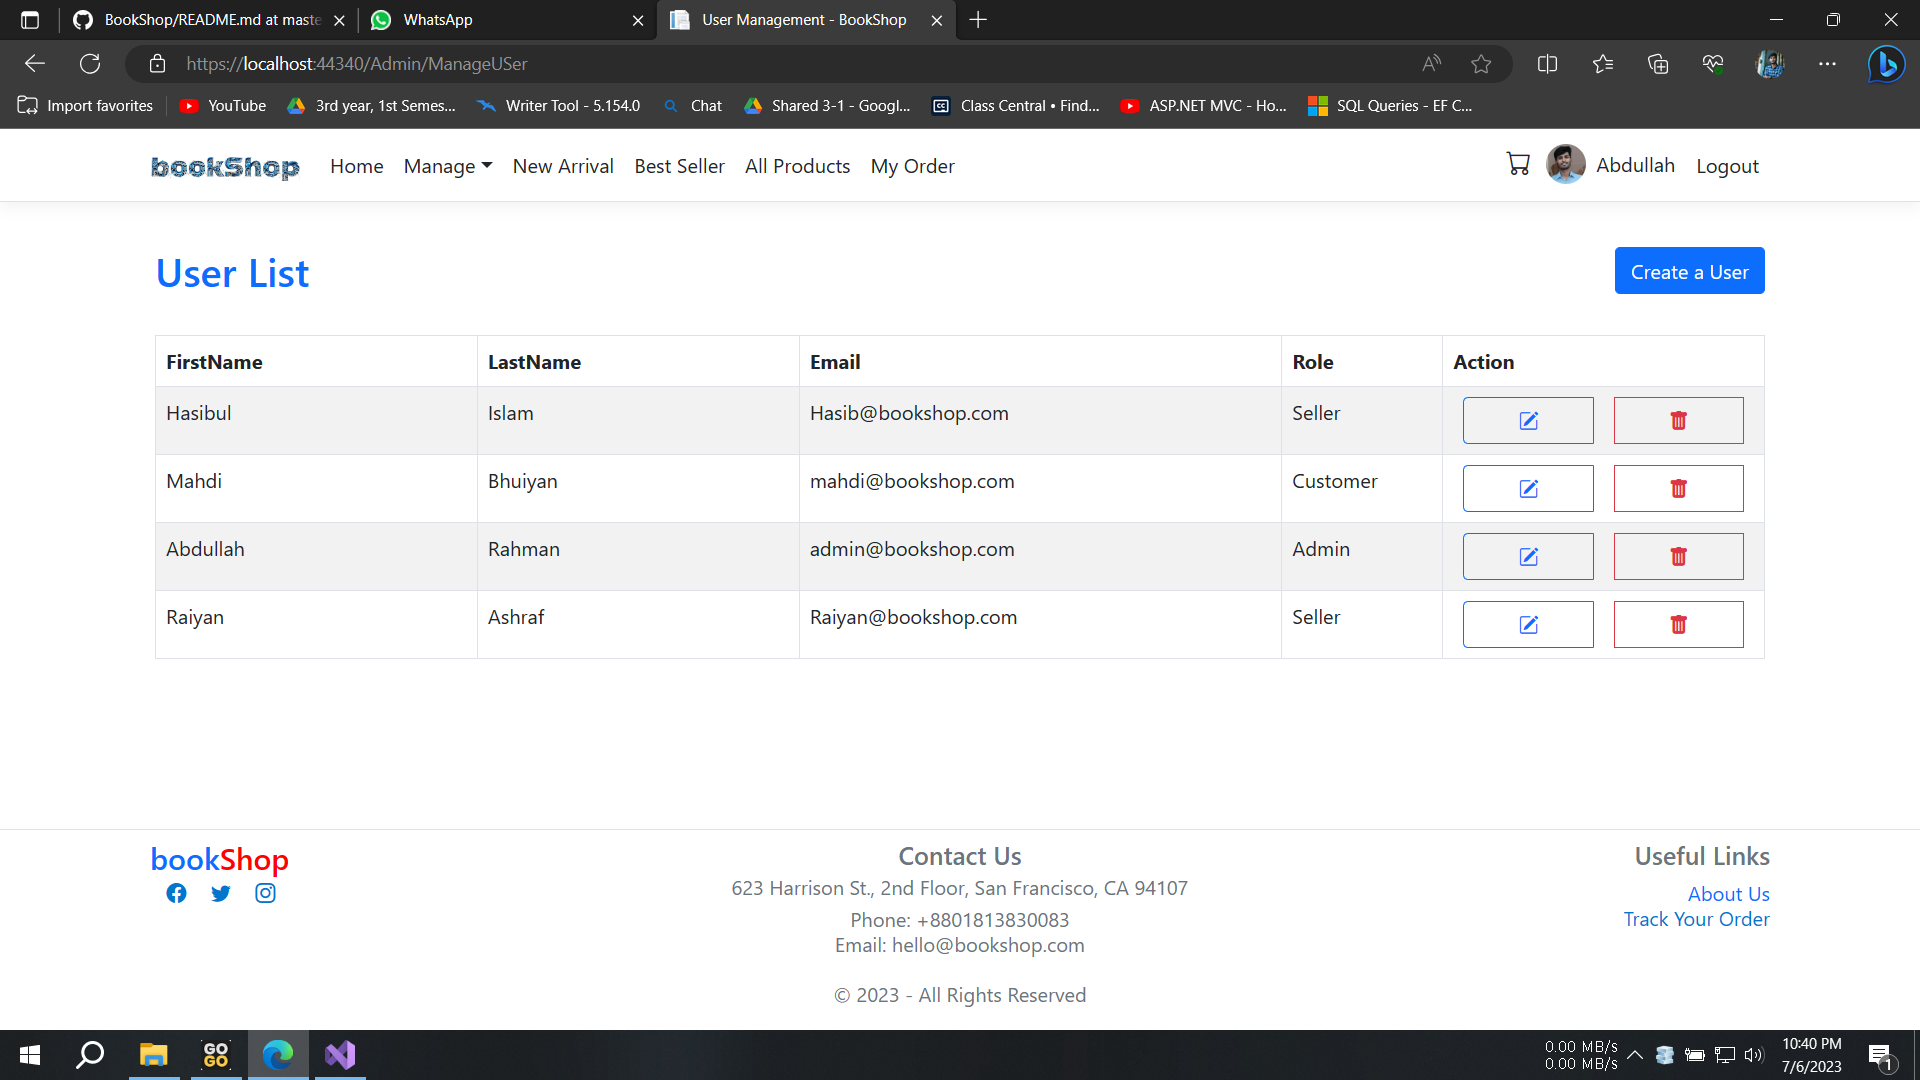 BookShop/README.md at maste
WhatsApp
User Management - BookShop
https://localhost:44340/Admin/ManageUSer
Import favorites
YouTube
3rd year, 1st Semes...
Writer Tool - 5.154.0
Chat
Shared 3-1 - Googl...
Class Central • Find...
ASP.NET MVC - Ho...
SQL Queries - EF C...
bookShop Home Manage New Arrival Best Seller All Products My Order Abdullah Logout
User List
Create a User
FirstName LastName Email Role Action
Hasibul Islam Hasib@bookshop.com Seller
Mahdi Bhuiyan mahdi@bookshop.com Customer
Abdullah Rahman admin@bookshop.com Admin
Raiyan Ashraf Raiyan@bookshop.com Seller
bookShop
Contact Us
623 Harrison St., 2nd Floor, San Francisco, CA 94107
Phone: +8801813830083
Email: hello@bookshop.com
© 2023 - All Rights Reserved
Useful Links
About Us
Track Your Order
GO
GO
0.00 MB/s
0.00 MB/s
10:40 PM
7/6/2023
1